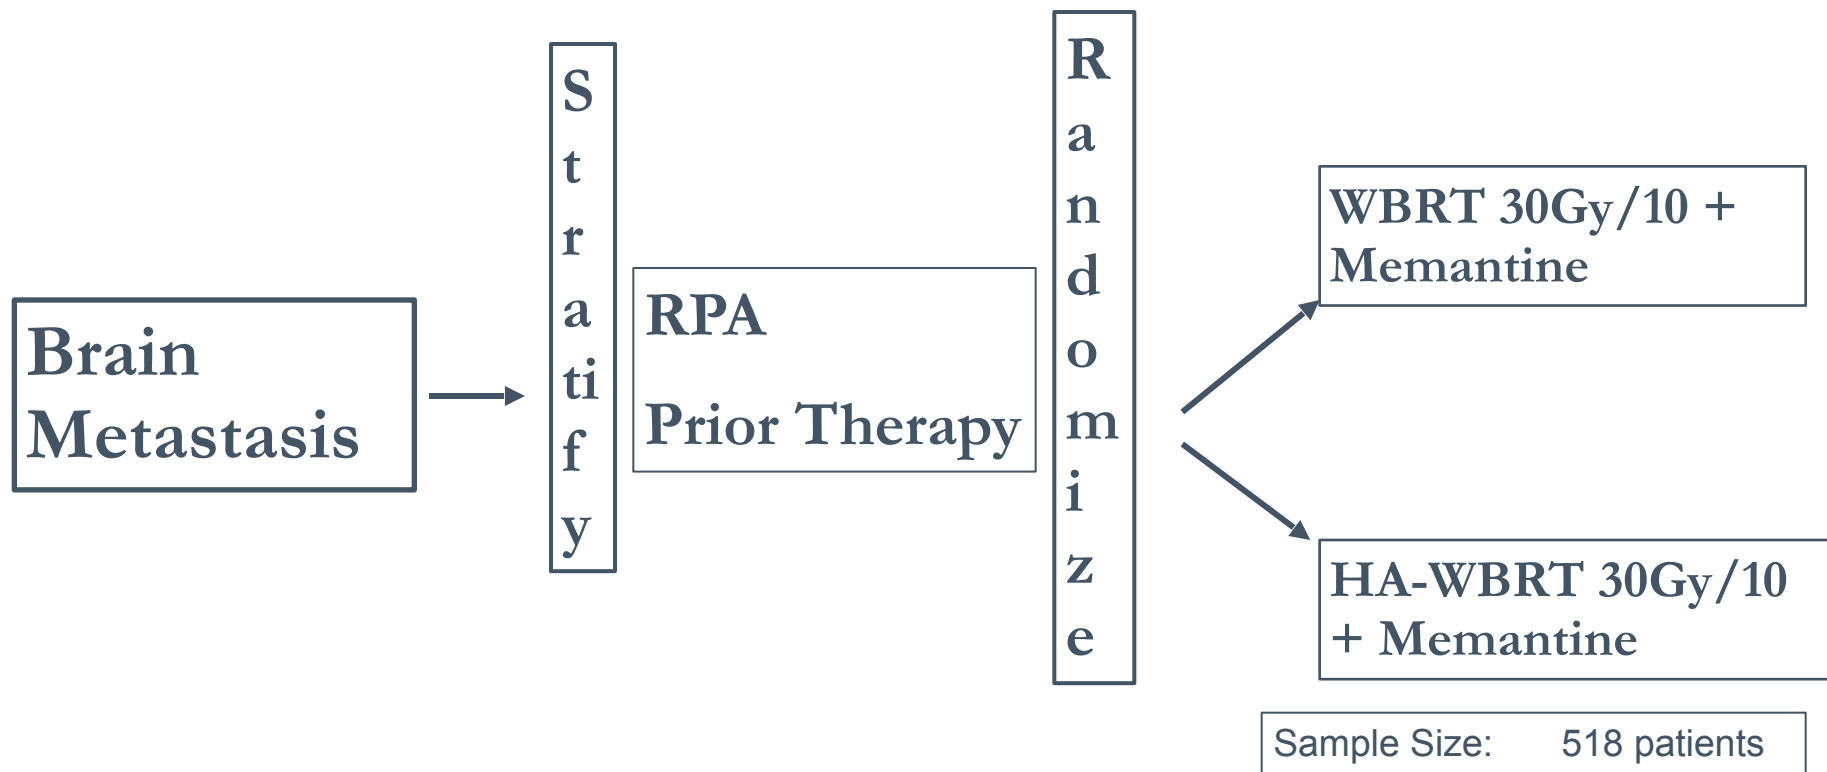 Brain
Metastasis
Stratify
RPA
Prior Therapy
Randomize
WBRT 30Gy/10 +
Memantine
HA-WBRT 30Gy/10
+ Memantine
Sample Size: 518 patients